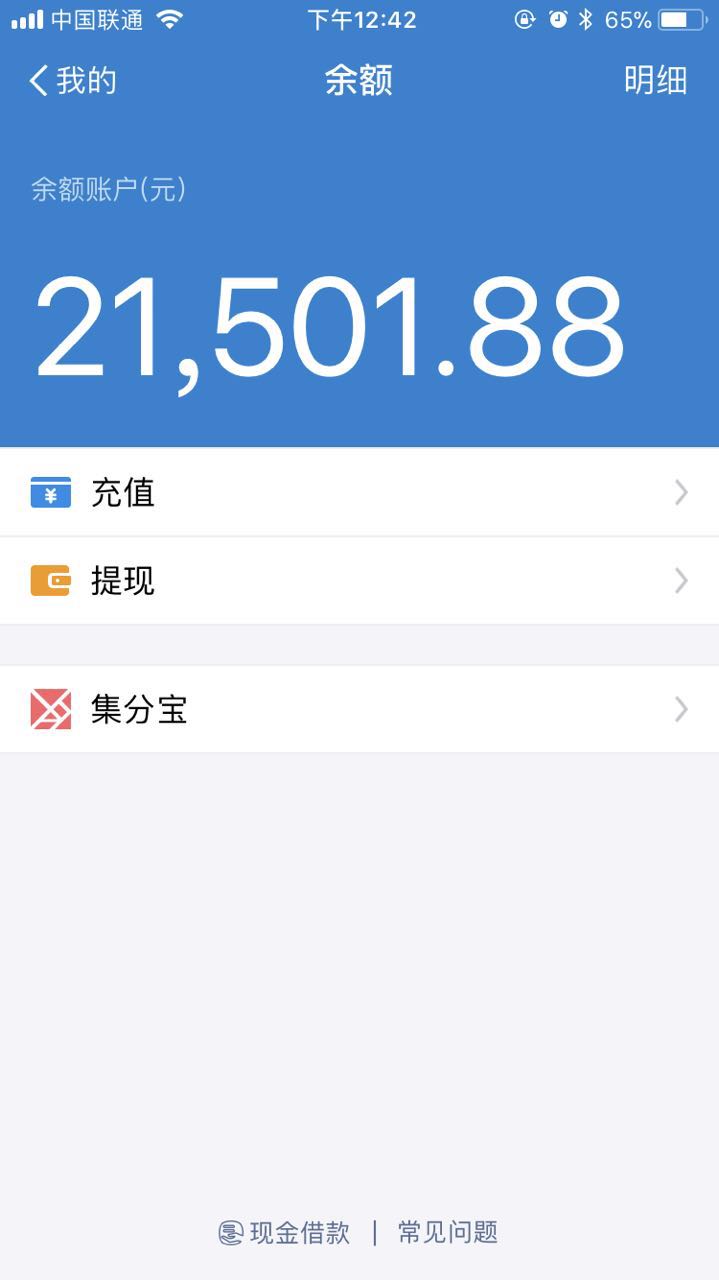 中国联通 下午12:42 65%
我的 余额 明细
余额账户(元)
21,501.88
充值
提现
集分宝
现金借款 | 常见问题